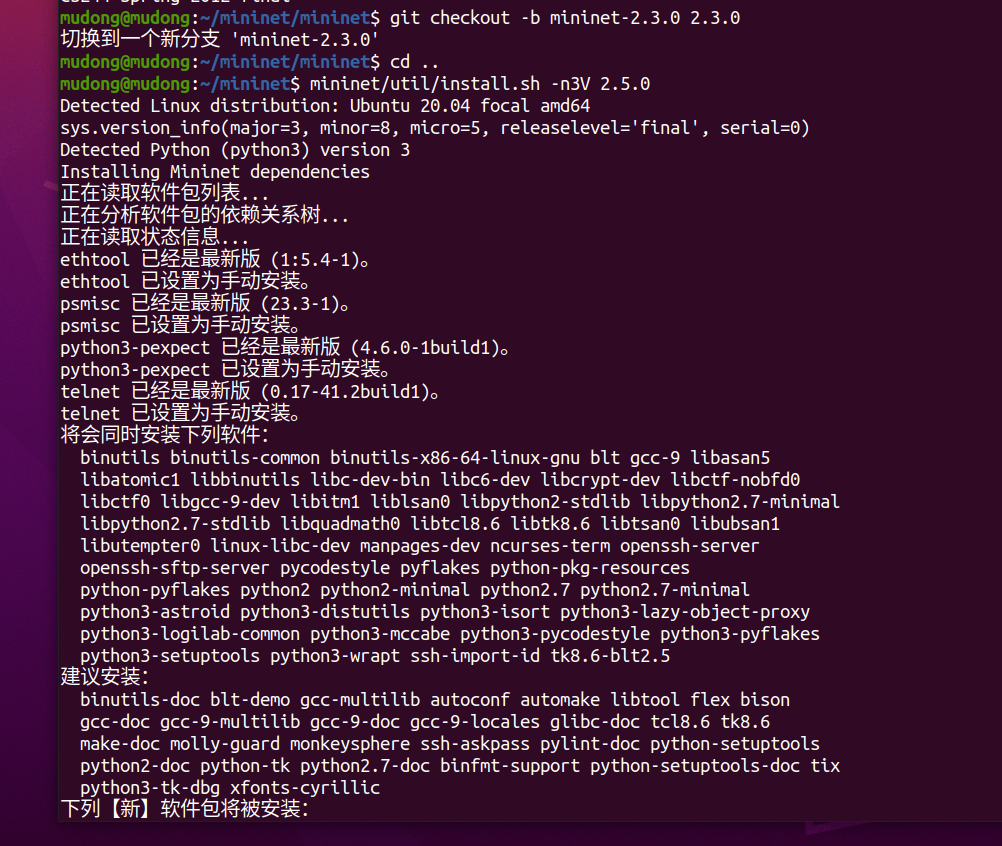 mudong@mudong:~/mininet/mininet$ git checkout -b mininet-2.3.0 2.3.0
切换到一个新分支 'mininet-2.3.0'
mudong@mudong:~/mininet/mininet$ cd ..
mudong@mudong:~/mininet$ mininet/util/install.sh -n3V 2.5.0
Detected Linux distribution: Ubuntu 20.04 focal amd64
sys.version_info(major=3, minor=8, micro=5, releaselevel='final', serial=0)
Detected Python (python3) version 3
Installing Mininet dependencies
正在读取软件包列表...
正在分析软件包的依赖关系树...
正在读取状态信息...
ethtool 已经是最新版 (1:5.4-1)。
ethtool 已设置为手动安装。
psmisc 已经是最新版 (23.3-1)。
psmisc 已设置为手动安装。
python3-pexpect 已经是最新版 (4.6.0-1build1)。
python3-pexpect 已设置为手动安装。
telnet 已经是最新版 (0.17-41.2build1)。
telnet 已设置为手动安装。
将会同时安装下列软件：
binutils binutils-common binutils-x86-64-linux-gnu blt gcc-9 libasan5
libatomic1 libbinutils libc-dev-bin libc6-dev libcrypt-dev libctf-nobfd0
libctf0 libgcc-9-dev libitm1 liblsan0 libpython2-stdlib libpython2.7-minimal
libpython2.7-stdlib libquadmath0 libtcl8.6 libtk8.6 libtsan0 libubsan1
libutempter0 linux-libc-dev manpages-dev ncurses-term openssh-server
openssh-sftp-server pycodestyle pyflakes python-pkg-resources
python-pyflakes python2 python2-minimal python2.7 python2.7-minimal
python3-astroid python3-distutils python3-isort python3-lazy-object-proxy
python3-logilab-common python3-mccabe python3-pycodestyle python3-pyflakes
python3-setuptools python3-wrapt ssh-import-id tk8.6-blt2.5
建议安装：
binutils-doc blt-demo gcc-multilib autoconf automake libtool flex bison
gcc-doc gcc-9-multilib gcc-9-doc gcc-9-locales glibc-doc tcl8.6 tk8.6
make-doc molly-guard monkeysphere ssh-askpass pylint-doc python-setuptools
python2-doc python-tk python2.7-doc binfmt-support python-setuptools-doc tix
python3-tk-dbg xfonts-cyrillic
下列【新】软件包将被安装：